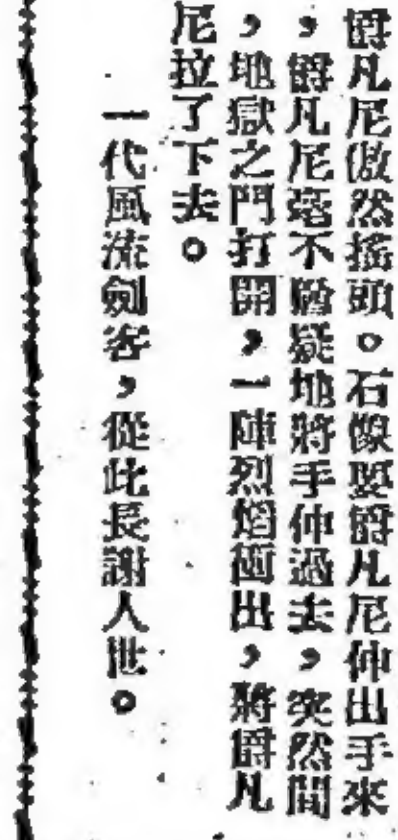 爵凡尼傲然搖頭。石像要爵凡尼伸出手來
，爵凡尼毫不猶疑地將手伸過去，突然間
，地獄之門打開，一陣烈焰衝出，將爵凡
尼拉了下去。
一代風流劍客，從此長謝人世。